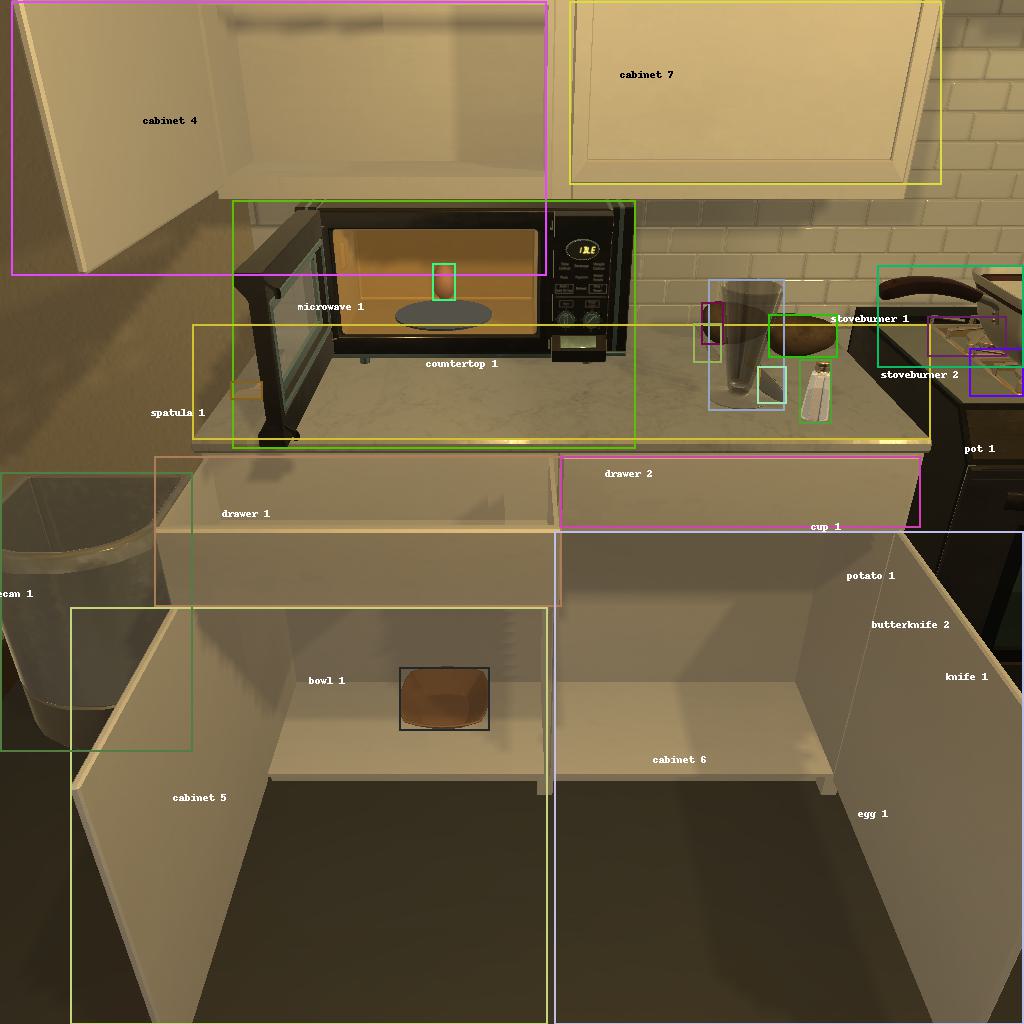 cabinet 7
cabinet 4
microwave 1
stoveburner 1
countertop 1
stoveburner 2
spatula 1
pot 1
drawer 2
drawer 1
cup 1
potato 1
ecan 1
butterknife 2
bowl 1
knife 1
cabinet 6
cabinet 5
egg 1